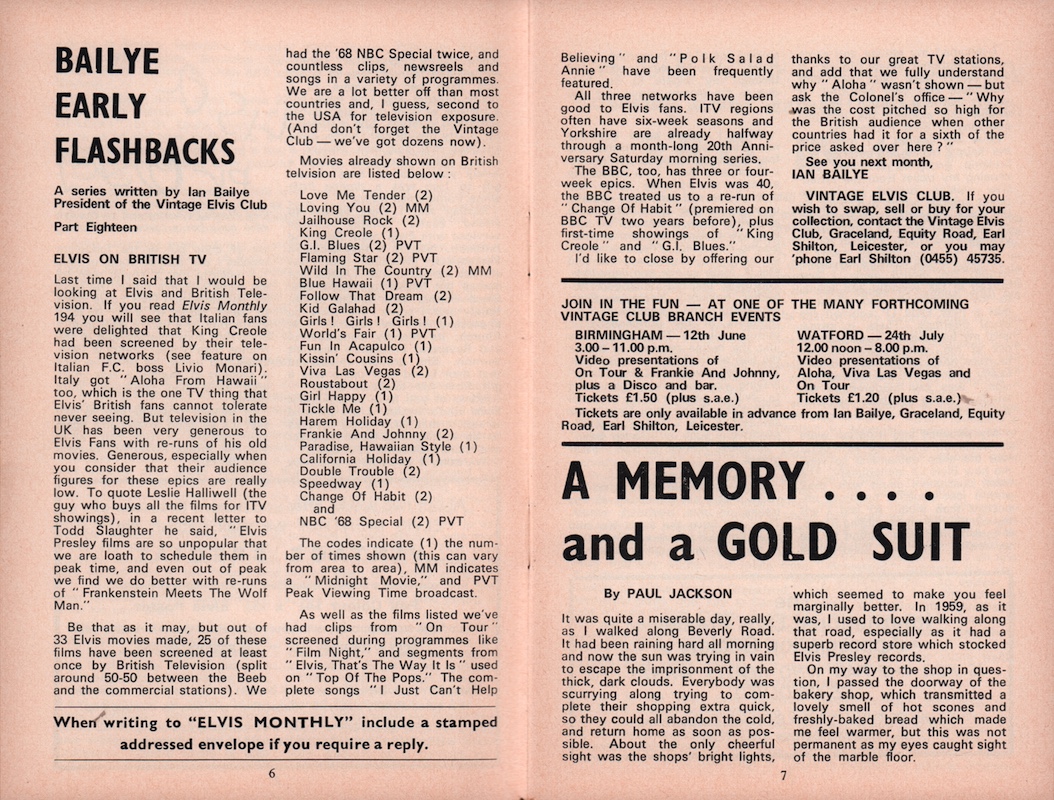 BAILYE
EARLY
FLASHBACKS
A series written by Ian Bailye
President of the Vintage Elvis Club
Part Eighteen
ELVIS ON BRITISH TV
Last time I said that I would be
looking at Elvis and British Tele-
vision. If you read Elvis Monthly
194 you will see that Italian fans
were delighted that King Creole
had been screened by their tele-
vision networks (see feature on
Italian F.C. boss Livio Monari).
Italy got "Aloha From Hawaii"
too, which is the one TV thing that
Elvis' British fans cannot tolerate
never seeing. But television in the
UK has been very generous to
Elvis Fans with re-runs of his old
movies. Generous, especially when
you consider that their audience
figures for these epics are really
low. To quote Leslie Halliwell (the
guy who buys all the films for ITV
showings), in a recent letter to
Todd Slaughter he said, "Elvis
Presley films are so unpopular that
we are loath to schedule them in
peak time, and even out of peak
we find we do better with re-runs
of "Frankenstein Meets The Wolf
Man."
Be that as it may, but out of
33 Elvis movies made, 25 of these
films have been screened at least
once by British Television (split
around 50-50 between the Beeb
and the commercial stations). We
had the '68 NBC Special twice, and
countless clips, newsreels and
songs in a variety of programmes.
We are a lot better off than most
countries and, I guess, second to
the USA for television exposure.
(And don't forget the Vintage
Club — we've got dozens now).
Movies already shown on British
telvision are listed below :
Love Me Tender (2)
Loving You (2) MM
Jailhouse Rock (2)
King Creole (1)
G.I. Blues (2) PVT
Flaming Star (2) PVT
Wild In The Country (2) MM
Blue Hawaii (1) PVT
Follow That Dream (2)
Kid Galahad (2)
Girls! Girls! Girls! (1)
World's Fair (1) PVT
Fun In Acapulco (1)
Kissin' Cousins (1)
Viva Las Vegas (2)
Roustabout (2)
Girl Happy (1)
Tickle Me (1)
Harem Holiday (1)
Frankie And Johnny (2)
Paradise, Hawaiian Style (1)
California Holiday (1)
Double Trouble (2)
Speedway (1)
Change Of Habit (2)
and
NBC '68 Special (2) PVT
The codes indicate (1) the num-
ber of times shown (this can vary
from area to area), MM indicates
a "Midnight Movie," and PVT
Peak Viewing Time broadcast.
As well as the films listed we've
had clips from "On Tour"
screened during programmes like
"Film Night," and segments from
"Elvis, That's The Way It Is" used
on "Top Of The Pops." The com-
plete songs "I Just Can't Help
When writing to "ELVIS MONTHLY" include a stamped
addressed envelope if you require a reply.
6
Believing" and "Polk Salad
Annie" have been frequently
featured.
All three networks have been
good to Elvis fans. ITV regions
often have six-week seasons and
Yorkshire are already halfway
through a month-long 20th Anni-
versary Saturday morning series.
The BBC, too, has three or four-
week epics. When Elvis was 40,
the BBC treated us to a re-run of
"Change Of Habit" (premiered on
BBC TV two years before), plus
first-time showings of "King
Creole" and "G.I. Blues."
I'd like to close by offering our
thanks to our great TV stations,
and add that we fully understand
why "Aloha" wasn't shown — but
ask the Colonel's office — "Why
was the cost pitched so high for
the British audience when other
countries had it for a sixth of the
price asked over here?"
See you next month,
IAN BAILYE
VINTAGE ELVIS CLUB. If you
wish to swap, sell or buy for your
collection, contact the Vintage Elvis
Club, Graceland, Equity Road, Earl
Shilton, Leicester, or you may
'phone Earl Shilton (0455) 45735.
JOIN IN THE FUN — AT ONE OF THE MANY FORTHCOMING
VINTAGE CLUB BRANCH EVENTS
BIRMINGHAM — 12th June
3.00 – 11.00 p.m.
Video presentations of
On Tour & Frankie And Johnny,
plus a Disco and bar.
Tickets £1.50 (plus s.a.e.)
WATFORD — 24th July
12.00 noon – 8.00 p.m.
Video presentations of
Aloha, Viva Las Vegas and
On Tour
Tickets £1.20 (plus s.a.e.)
Tickets are only available in advance from Ian Bailye, Graceland, Equity
Road, Earl Shilton, Leicester.
A MEMORY . . . .
and a GOLD SUIT
By PAUL JACKSON
It was quite a miserable day, really,
as I walked along Beverly Road.
It had been raining hard all morning
and now the sun was trying in vain
to escape the imprisonment of the
thick, dark clouds. Everybody was
scurrying along trying to com-
plete their shopping extra quick,
so they could all abandon the cold,
and return home as soon as pos-
sible. About the only cheerful
sight was the shops' bright lights,
which seemed to make you feel
marginally better. In 1959, as it
was, I used to love walking along
that road, especially as it had a
superb record store which stocked
Elvis Presley records.
On my way to the shop in ques-
tion, I passed the doorway of the
bakery shop, which transmitted a
lovely smell of hot scones and
freshly-baked bread which made
me feel warmer, but this was not
permanent as my eyes caught sight
of the marble floor.
7